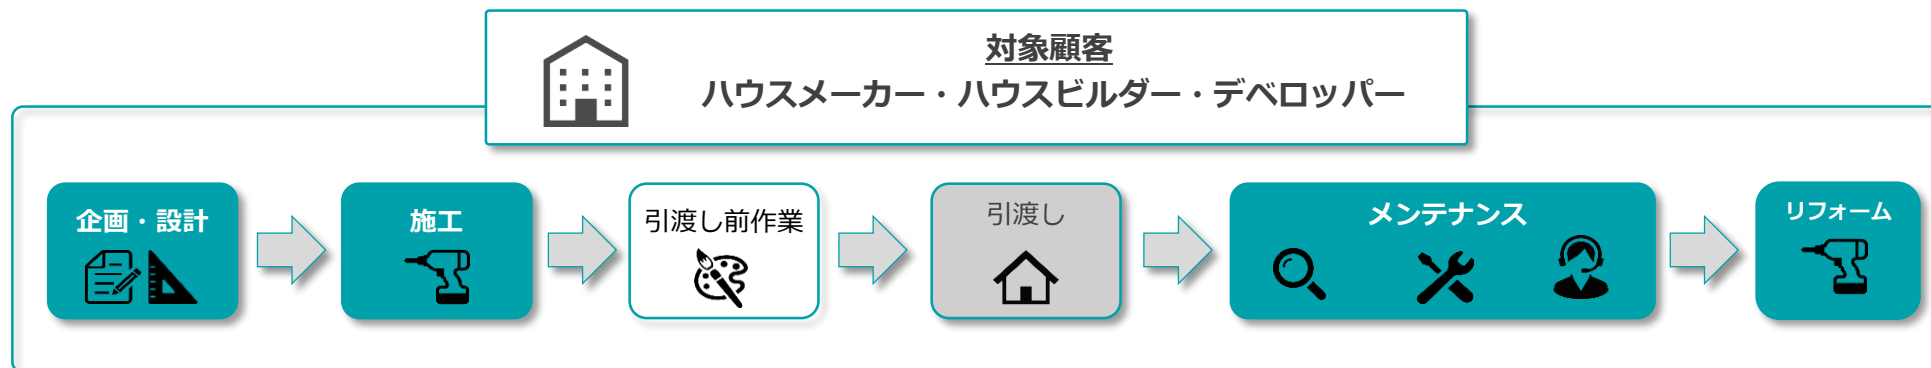 対象顧客
ハウスメーカー・ハウスビルダー・デベロッパー
企画・設計
施工
引渡し前作業
引渡し
メンテナンス
リフォーム